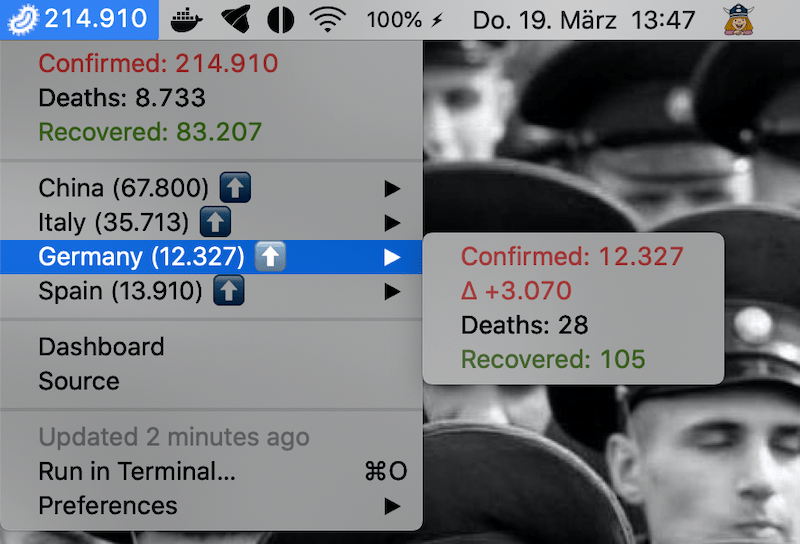 214.910 100% Do. 19. März 13:47
Confirmed: 214.910
Deaths: 8.733
Recovered: 83.207
China (67.800)
Italy (35.713)
Germany (12.327)
Spain (13.910)
Confirmed: 12.327
Δ +3.070
Deaths: 28
Recovered: 105
Dashboard
Source
Updated 2 minutes ago
Run in Terminal... ⌘O
Preferences